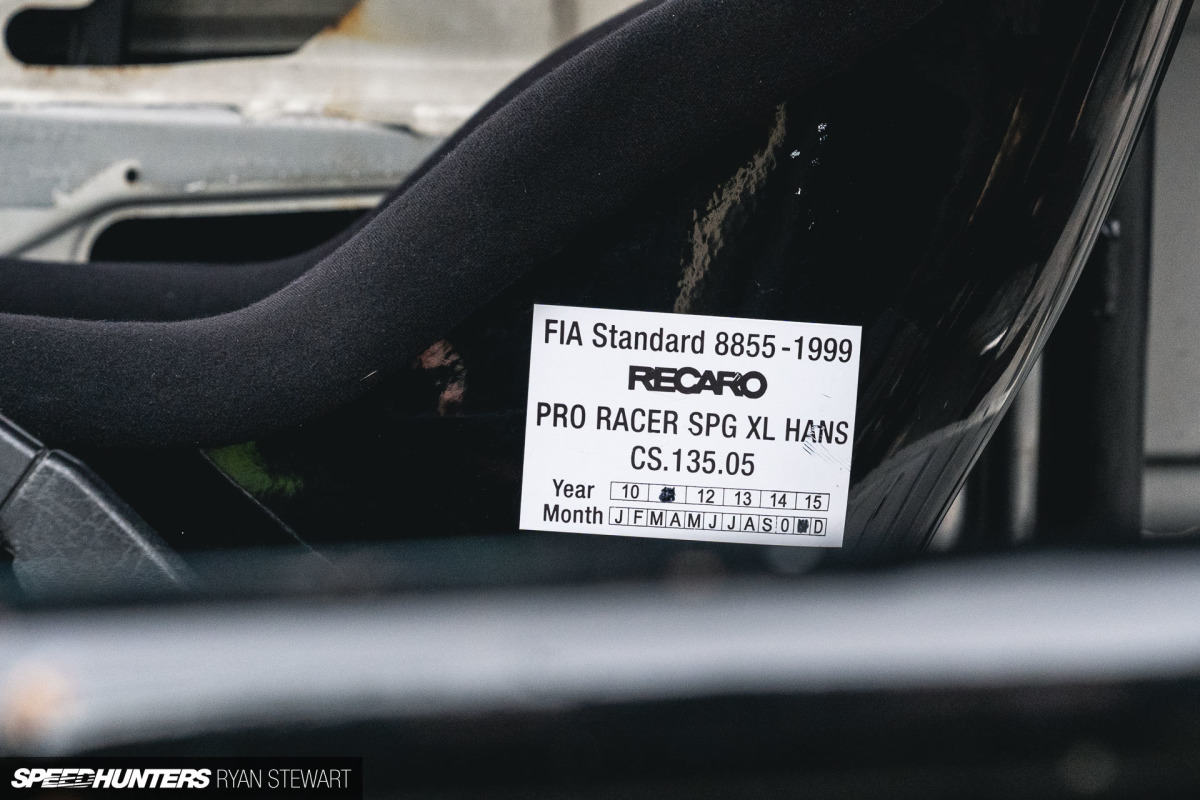 FIA Standard 8855-1999
RECARO
PRO RACER SPG XL HANS
CS.135.05
Year 10 12 13 14 15
Month J F M A M J J A S O D
SPEEDHUNTERS RYAN STEWART